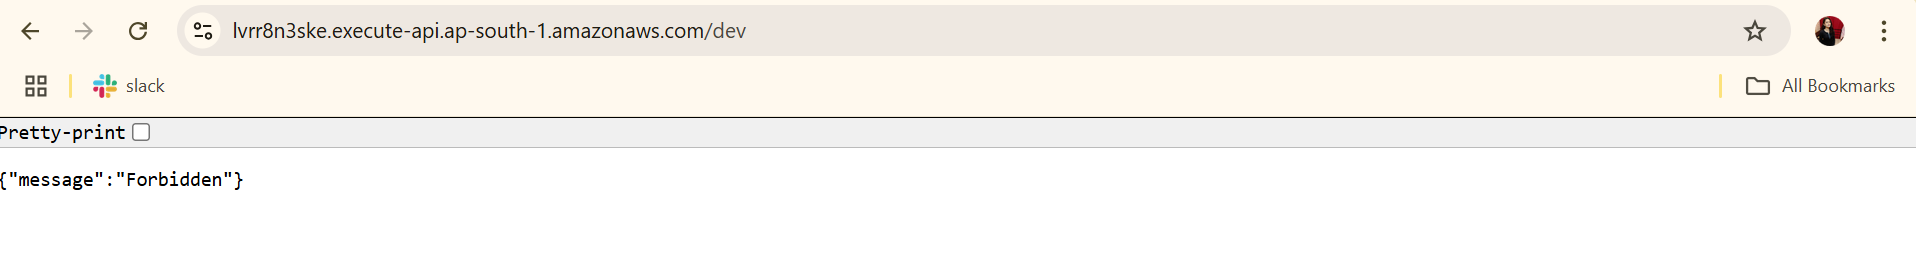 lvrr8n3ske.execute-api.ap-south-1.amazonaws.com/dev
slack
All Bookmarks
Pretty-print
{"message":"Forbidden"}